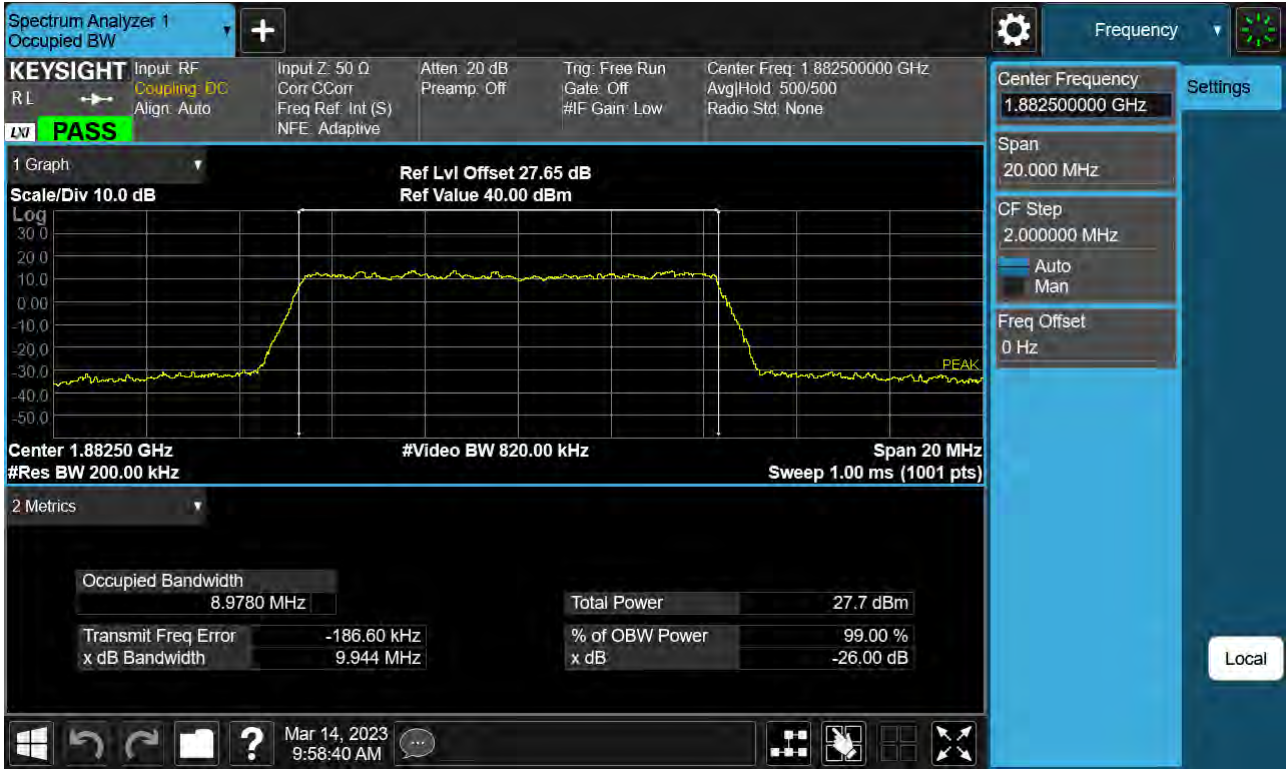 Spectrum Analyzer 1
Occupied BW
+
Frequency
KEYSIGHT
RL
LXI PASS
Input: RF
Coupling: DC
Align: Auto
Input Z: 50 Ω
Corr CCorr
Freq Ref: Int (S)
NFE: Adaptive
Atten: 20 dB
Preamp: Off
Trig: Free Run
Gate: Off
#IF Gain: Low
Center Freq: 1.882500000 GHz
Avg|Hold: 500/500
Radio Std: None
1 Graph
Scale/Div 10.0 dB
Ref Lvl Offset 27.65 dB
Ref Value 40.00 dBm
Log
30.0
20.0
10.0
0.00
-10.0
-20.0
-30.0
-40.0
-50.0
PEAK
Center 1.88250 GHz
#Video BW 820.00 kHz
Span 20 MHz
#Res BW 200.00 kHz
Sweep 1.00 ms (1001 pts)
2 Metrics
Occupied Bandwidth
8.9780 MHz
Total Power 27.7 dBm
Transmit Freq Error -186.60 kHz
% of OBW Power 99.00 %
x dB Bandwidth 9.944 MHz
x dB -26.00 dB
?
Mar 14, 2023
9:58:40 AM
Center Frequency
1.882500000 GHz
Span
20.000 MHz
CF Step
2.000000 MHz
Auto
Man
Freq Offset
0 Hz
Settings
Local